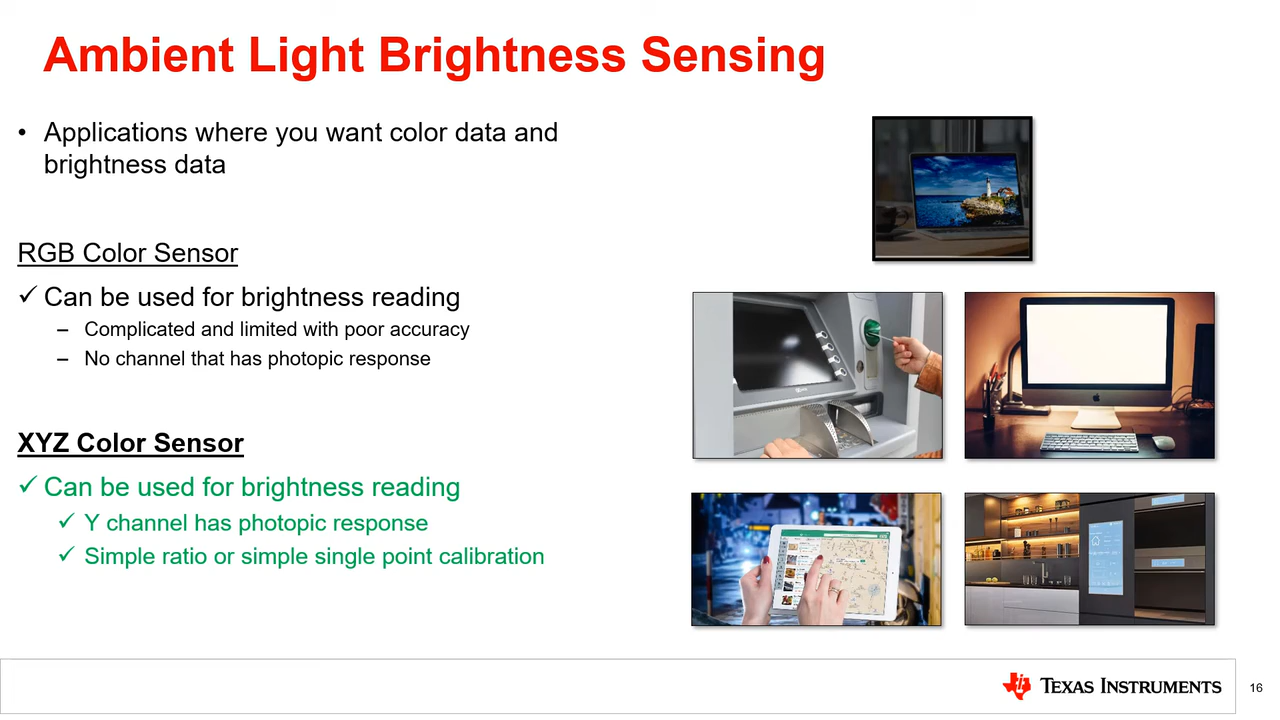 Ambient Light Brightness Sensing
• Applications where you want color data and
brightness data
RGB Color Sensor
✓ Can be used for brightness reading
– Complicated and limited with poor accuracy
– No channel that has photopic response
XYZ Color Sensor
✓ Can be used for brightness reading
✓ Y channel has photopic response
✓ Simple ratio or simple single point calibration
TEXAS INSTRUMENTS
16